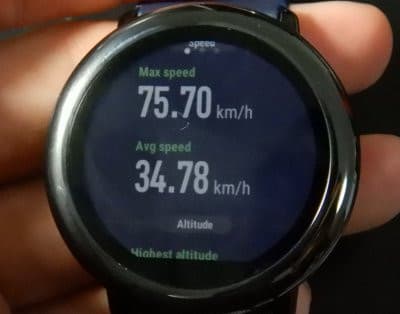 Speed
Max speed
75.70 km/h
Avg speed
34.78 km/h
Altitude
Highest altitude